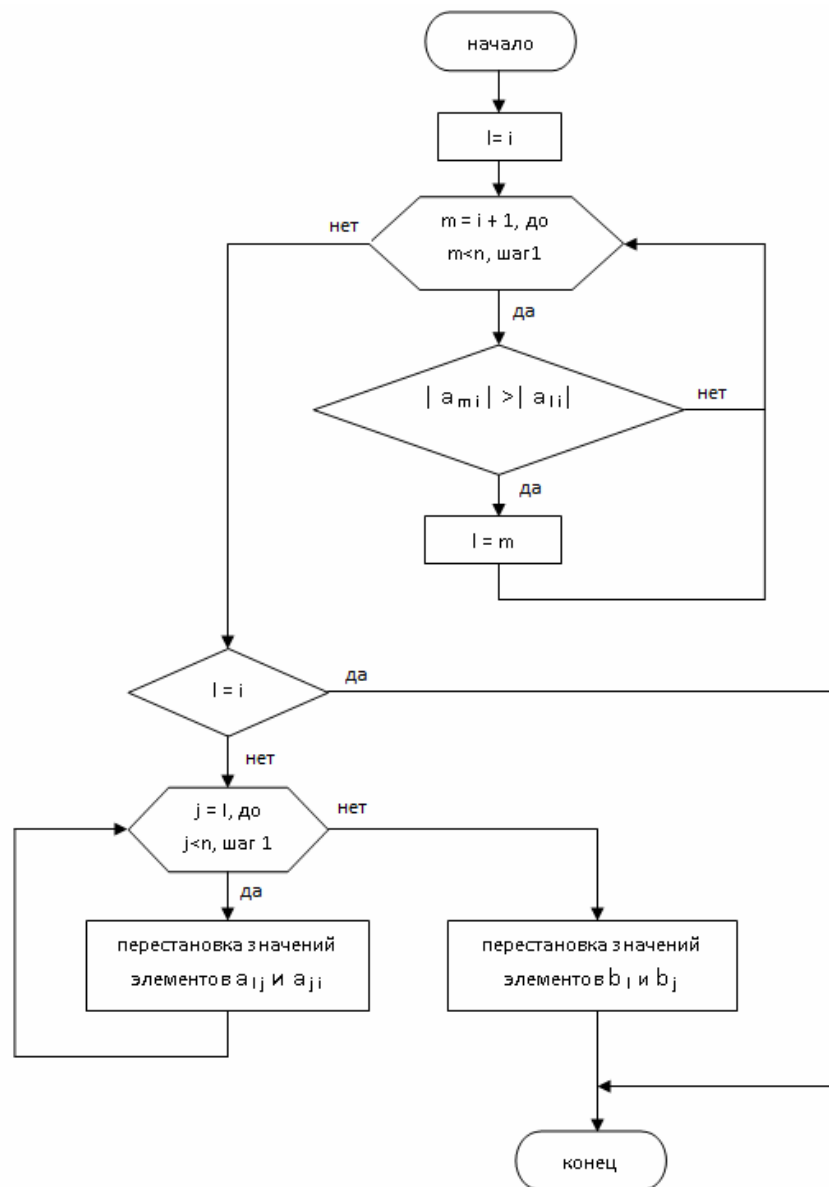 начало
l= i
нет
m = i + 1, до
m<n, шаг1
да
| a m i | >| a l i|
нет
да
l = m
l = i
да
нет
j = l, до
j<n, шаг 1
нет
да
перестановка значений
элементов a l j и a j i
перестановка значений
элементов b l и b j
конец